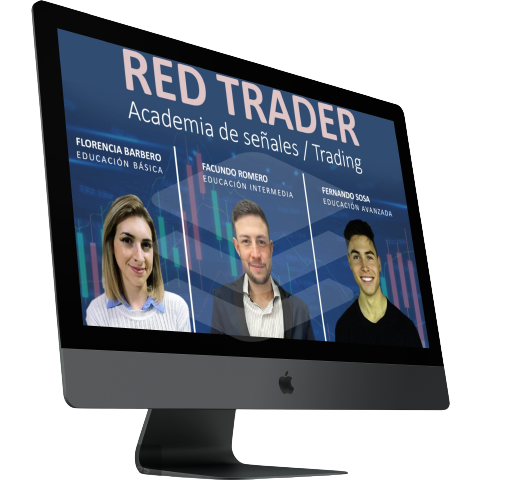 RED TRADER
Academia de señales / Trading
FLORENCIA BARBERO
EDUCACIÓN BÁSICA
FACUNDO ROMERO
EDUCACIÓN INTERMEDIA
FERNANDO SOSA
EDUCACIÓN AVANZADA